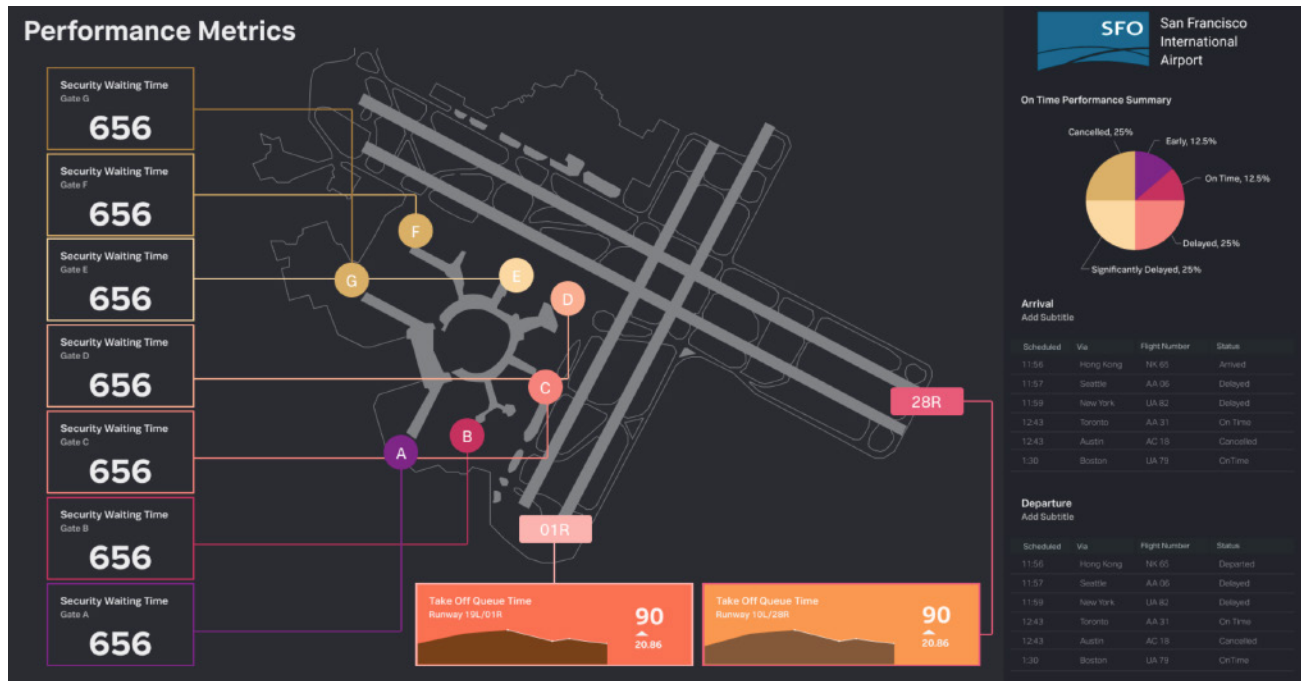 Performance Metrics
Security Waiting Time
Gate G
656
Security Waiting Time
Gate F
656
Security Waiting Time
Gate E
656
Security Waiting Time
Gate D
656
Security Waiting Time
Gate C
656
Security Waiting Time
Gate B
656
Security Waiting Time
Gate A
656
F
G
E
D
C
B
A
28R
01R
Take Off Queue Time
Runway 19L/01R
90
20.86
Take Off Queue Time
Runway 10L/28R
90
20.86
SFO
San Francisco
International
Airport
On Time Performance Summary
Cancelled, 25%
Early, 12.5%
On Time, 12.5%
Delayed, 25%
Significantly Delayed, 25%
Arrival
Add Subtitle
Scheduled Via Flight Number Status
11:56 Hong Kong NK 65 Arrived
11:57 Seattle AA 06 Delayed
11:59 New York UA 82 Delayed
12:43 Toronto AA 31 On Time
12:43 Austin AC 18 Cancelled
1:30 Boston UA 79 OnTime
Departure
Add Subtitle
Scheduled Via Flight Number Status
11:56 Hong Kong NK 65 Departed
11:57 Seattle AA 06 Delayed
11:59 New York UA 82 Delayed
12:43 Toronto AA 31 On Time
12:43 Austin AC 18 Cancelled
1:30 Boston UA 79 OnTime